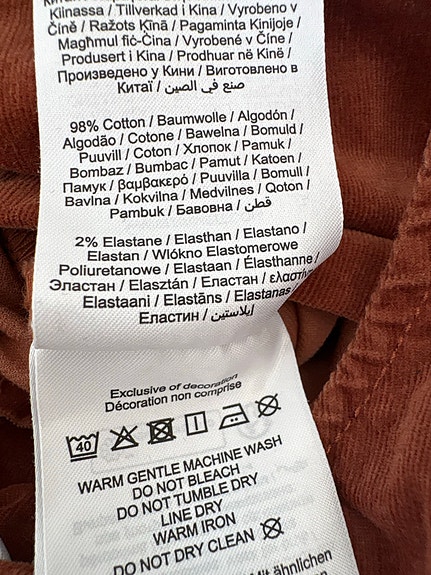 Kiinassa / Tillverkad i Kina / Vyrobeno v
Číně / Ražots Ķīnā / Pagaminta Kinijoje /
Magħmul fiċ-Ċina / Vyrobené v Číne /
Produsert i Kina / Prodhuar në Kinë /
Произведено у Кини / Виготовлено в
Китаї / صنع في الصين
98% Cotton / Baumwolle / Algodón /
Algodão / Cotone / Bawełna / Bomuld /
Puuvill / Coton / Хлопок / Pamuk /
Bombaz / Bumbac / Pamut / Katoen /
Памук / βαμβακερό / Puuvilla / Bomull /
Bavlna / Kokvilna / Medvilnės / Qoton /
Pambuk / Бавовна / قطن
2% Elastane / Elasthan / Elastano /
Elastan / Włókno Elastomerowe
Poliuretanowe / Elastaan / Élasthanne /
Эластан / Elasztán / Еластан /
Elastaani / Elastāns / Elastanas
Еластин / إيلاستين
Exclusive of decoration
Décoration non comprise
40
WARM GENTLE MACHINE WASH
DO NOT BLEACH
DO NOT TUMBLE DRY
LINE DRY
WARM IRON
DO NOT DRY CLEAN
Mit ähnlichen